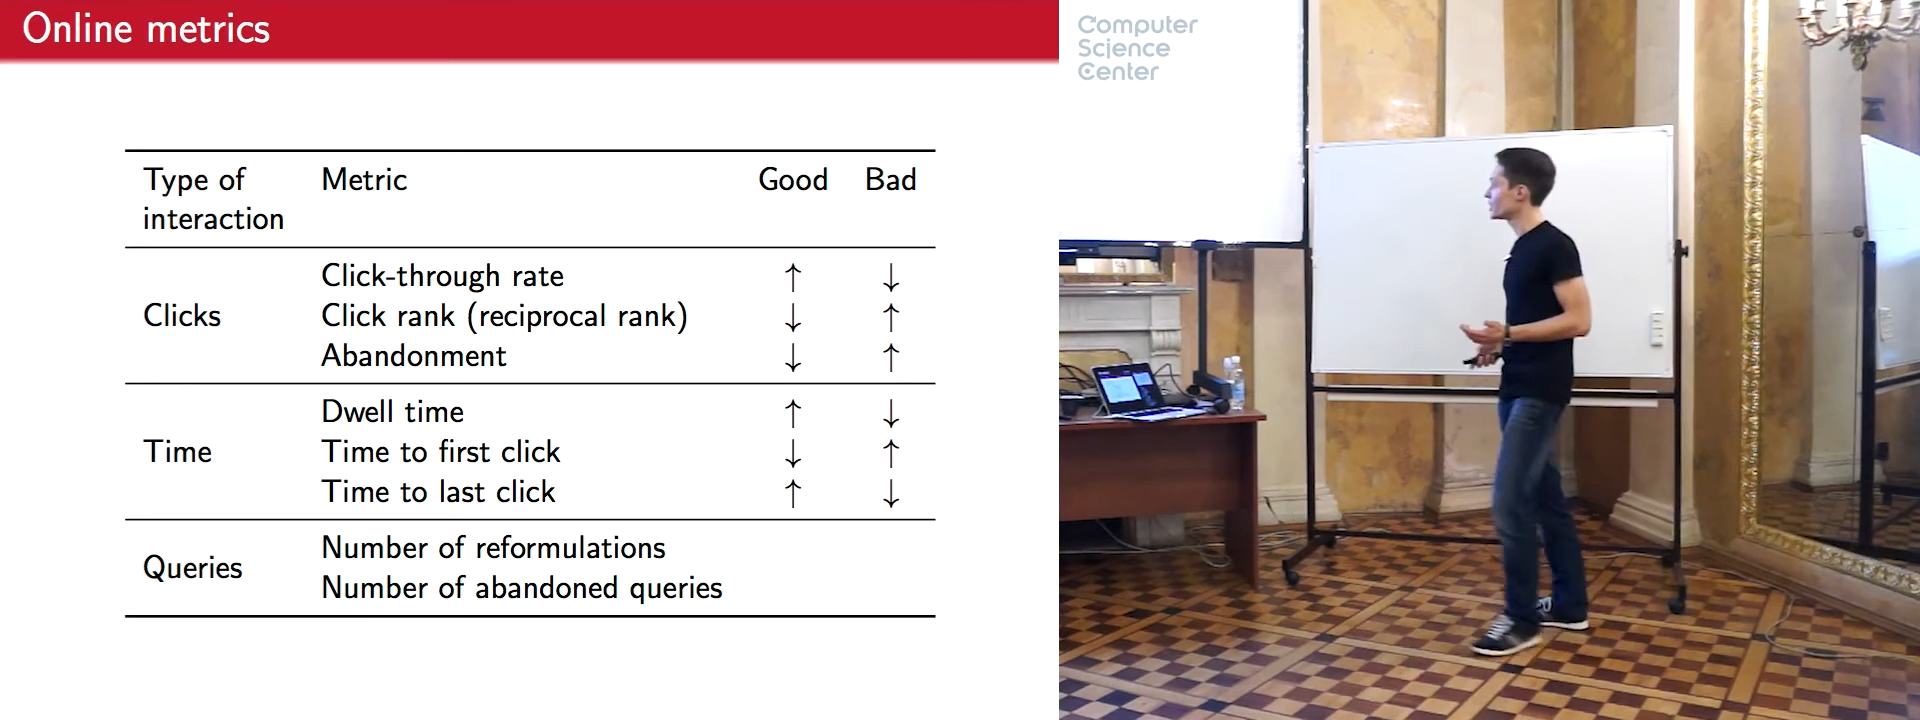 Online metrics
Type of interaction Metric Good Bad
Clicks
Click-through rate ↑ ↓
Click rank (reciprocal rank) ↓ ↑
Abandonment ↓ ↑
Time
Dwell time ↑ ↓
Time to first click ↓ ↑
Time to last click ↑ ↓
Queries
Number of reformulations
Number of abandoned queries
Computer
Science
Center